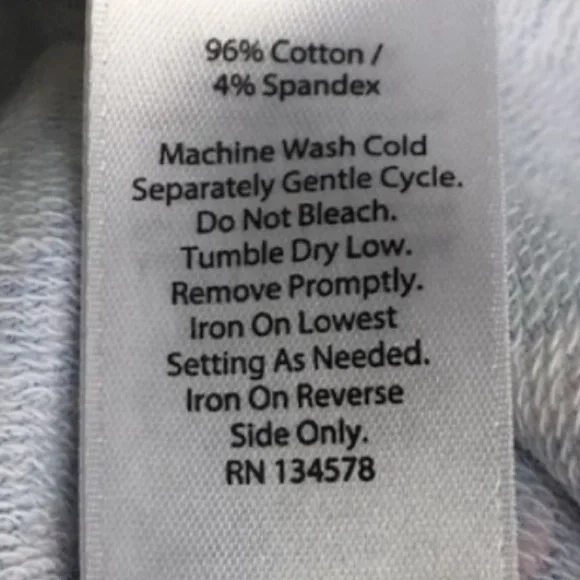 96% Cotton /
4% Spandex
Machine Wash Cold
Separately Gentle Cycle.
Do Not Bleach.
Tumble Dry Low.
Remove Promptly.
Iron On Lowest
Setting As Needed.
Iron On Reverse
Side Only.
RN 134578